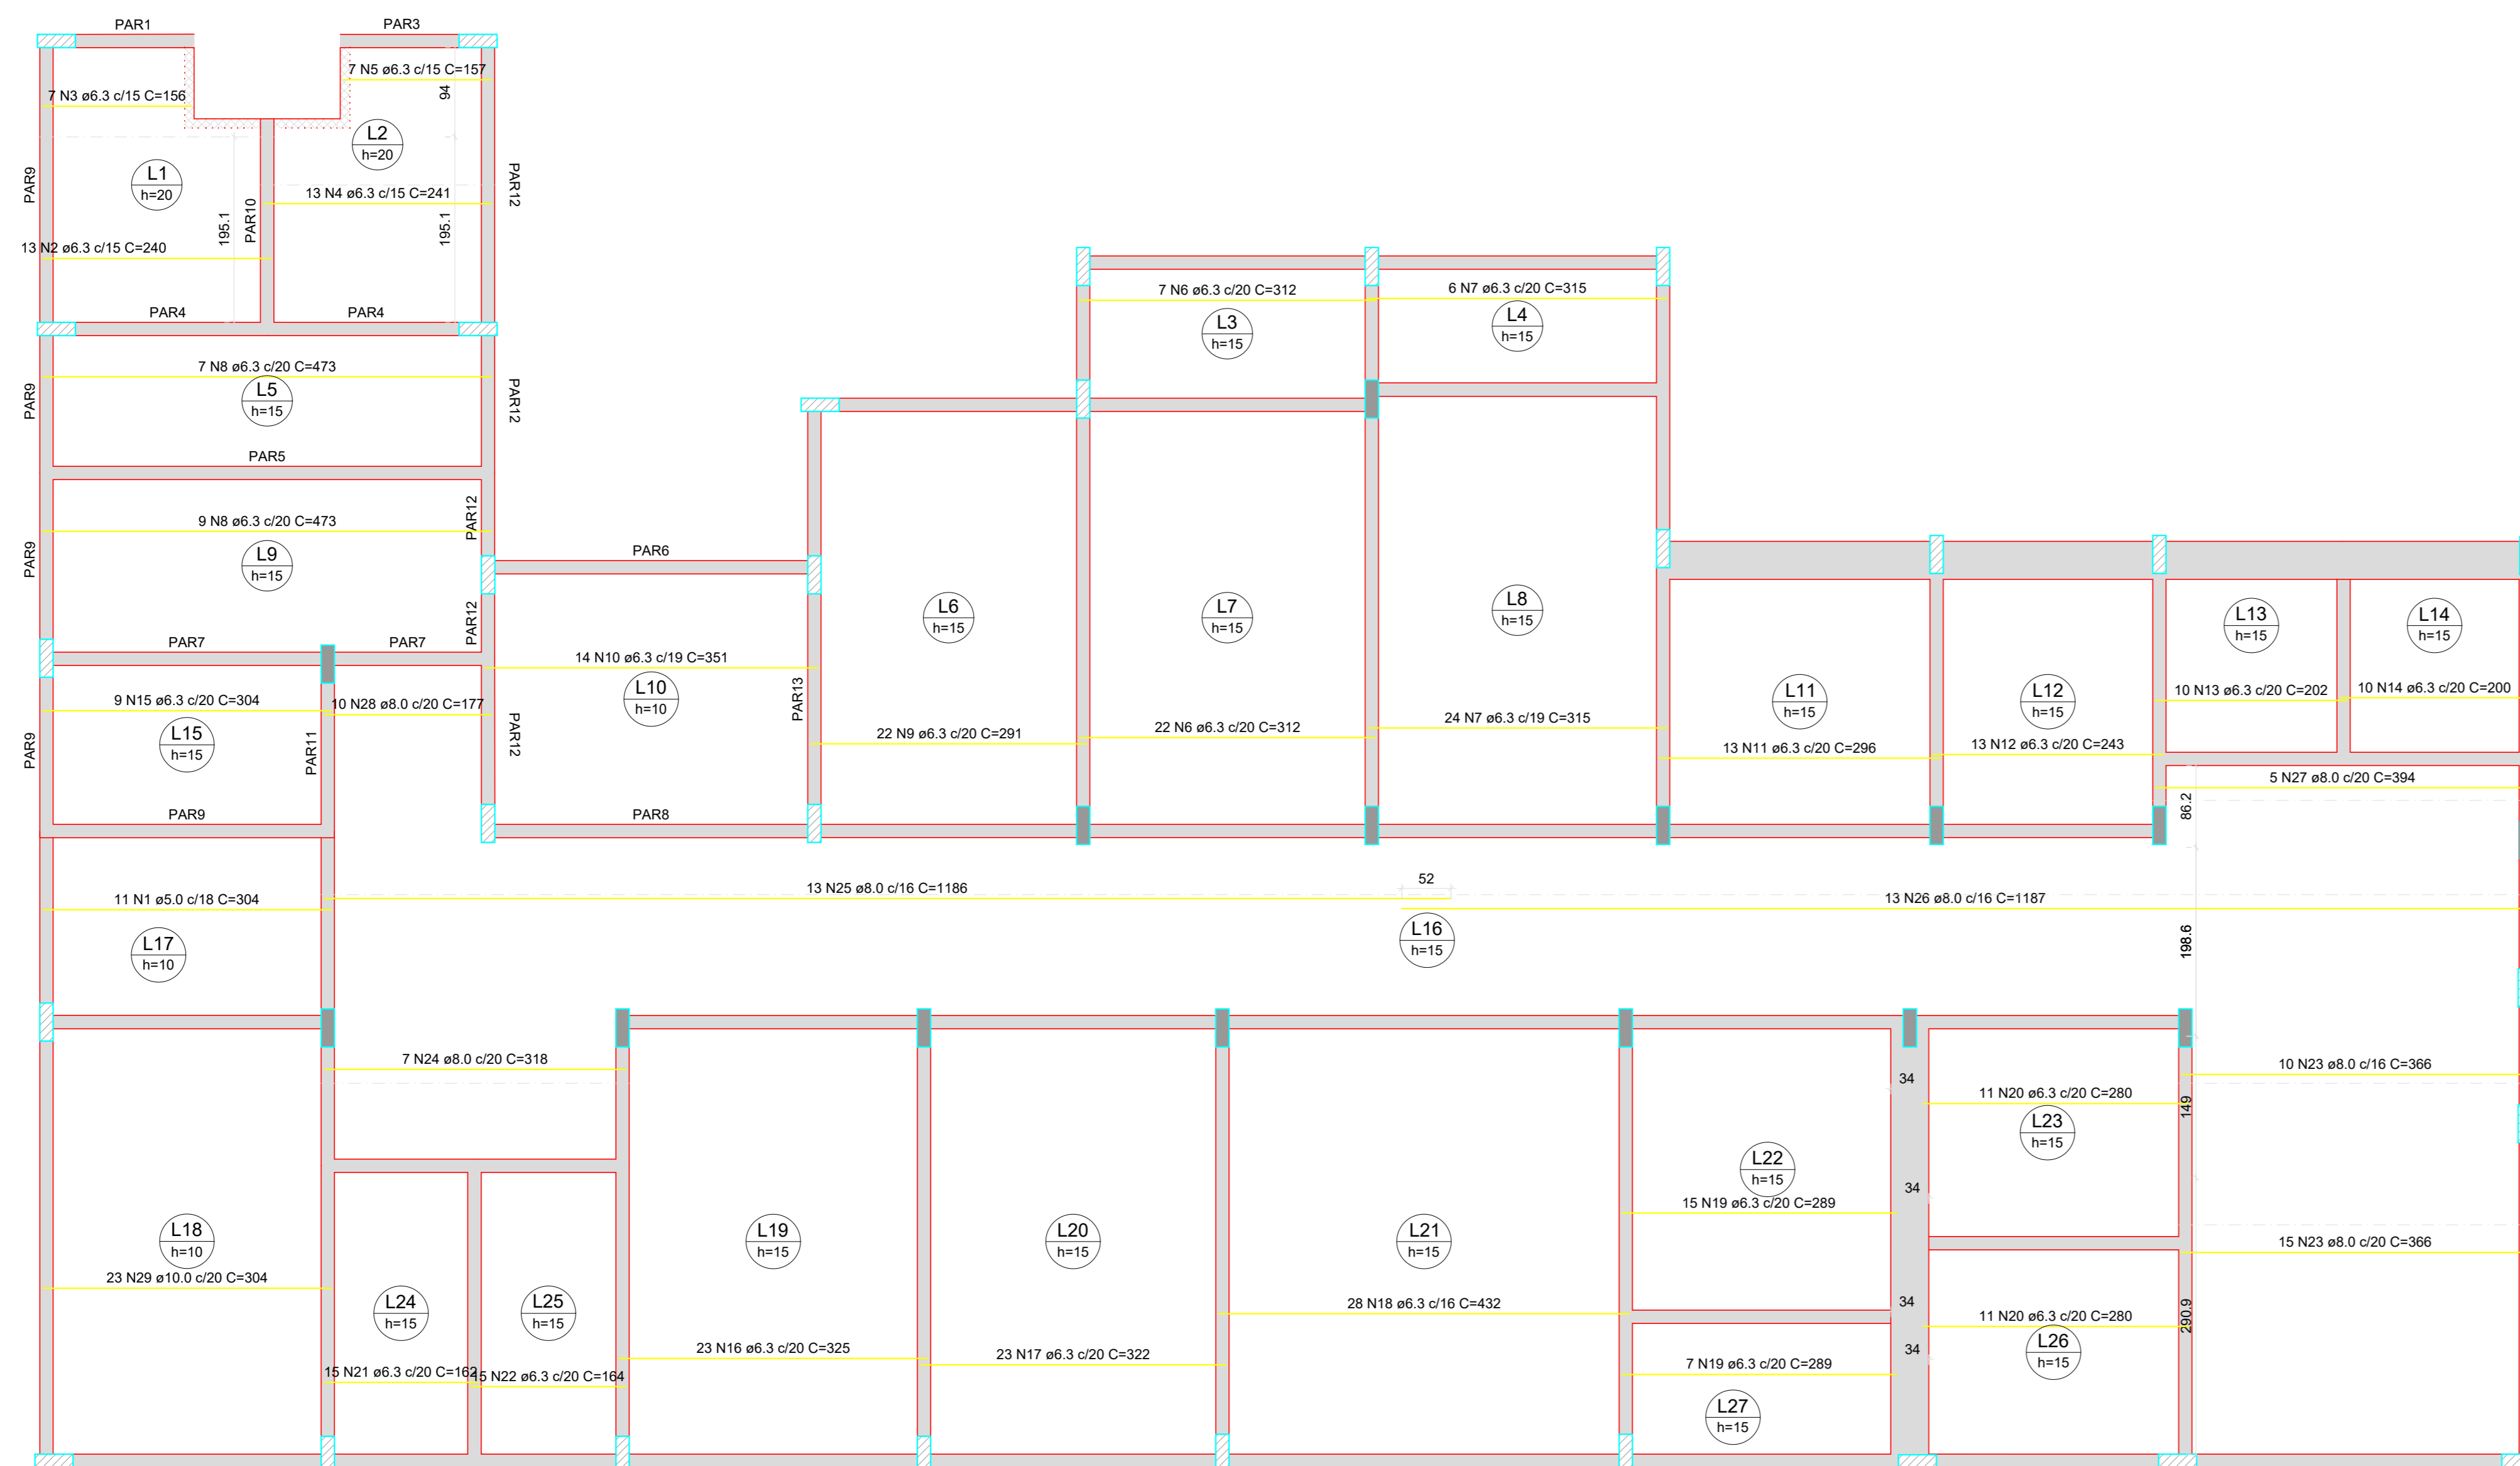 PAR1
PAR3
7 N5 ø6.3 c/15 C=157
94
7 N3 ø6.3 c/15 C=156
L2
h=20
L1
h=20
PAR9
PAR12
13 N4 ø6.3 c/15 C=241
195.1
PAR10
195.1
13 N2 ø6.3 c/15 C=240
PAR4
PAR4
7 N6 ø6.3 c/20 C=312
6 N7 ø6.3 c/20 C=315
L3
h=15
L4
h=15
7 N8 ø6.3 c/20 C=473
L5
h=15
PAR9
PAR12
PAR5
9 N8 ø6.3 c/20 C=473
PAR12
L9
h=15
PAR9
PAR6
PAR12
L6
h=15
L7
h=15
L8
h=15
L13
h=15
L14
h=15
PAR7
PAR7
14 N10 ø6.3 c/19 C=351
L10
h=10
PAR13
9 N15 ø6.3 c/20 C=304
10 N28 ø8.0 c/20 C=177
L11
h=15
L12
h=15
10 N13 ø6.3 c/20 C=202
10 N14 ø6.3 c/20 C=200
24 N7 ø6.3 c/19 C=315
22 N9 ø6.3 c/20 C=291
22 N6 ø6.3 c/20 C=312
13 N11 ø6.3 c/20 C=296
13 N12 ø6.3 c/20 C=243
L15
h=15
PAR9
PAR11
PAR12
5 N27 ø8.0 c/20 C=394
86.2
PAR9
PAR8
13 N25 ø8.0 c/16 C=1186
52
11 N1 ø5.0 c/18 C=304
13 N26 ø8.0 c/16 C=1187
L17
h=10
L16
h=15
198.6
7 N24 ø8.0 c/20 C=318
10 N23 ø8.0 c/16 C=366
34
11 N20 ø6.3 c/20 C=280
149
L23
h=15
L22
h=15
34
15 N19 ø6.3 c/20 C=289
L18
h=10
L19
h=15
L20
h=15
L21
h=15
15 N23 ø8.0 c/20 C=366
23 N29 ø10.0 c/20 C=304
L24
h=15
L25
h=15
28 N18 ø6.3 c/16 C=432
34
11 N20 ø6.3 c/20 C=280
290.9
L26
h=15
34
23 N16 ø6.3 c/20 C=325
23 N17 ø6.3 c/20 C=322
7 N19 ø6.3 c/20 C=289
15 N21 ø6.3 c/20 C=162
15 N22 ø6.3 c/20 C=164
L27
h=15